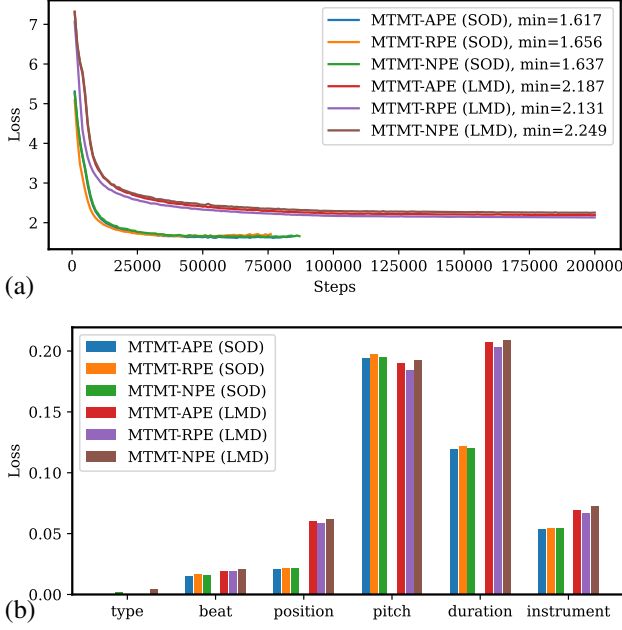 7
6
5
4
3
2
Loss
MTMT-APE (SOD), min=1.617
MTMT-RPE (SOD), min=1.656
MTMT-NPE (SOD), min=1.637
MTMT-APE (LMD), min=2.187
MTMT-RPE (LMD), min=2.131
MTMT-NPE (LMD), min=2.249
0 25000 50000 75000 100000 125000 150000 175000 200000
Steps
(a)
0.20
0.15
0.10
0.05
0.00
Loss
MTMT-APE (SOD)
MTMT-RPE (SOD)
MTMT-NPE (SOD)
MTMT-APE (LMD)
MTMT-RPE (LMD)
MTMT-NPE (LMD)
type beat position pitch duration instrument
(b)